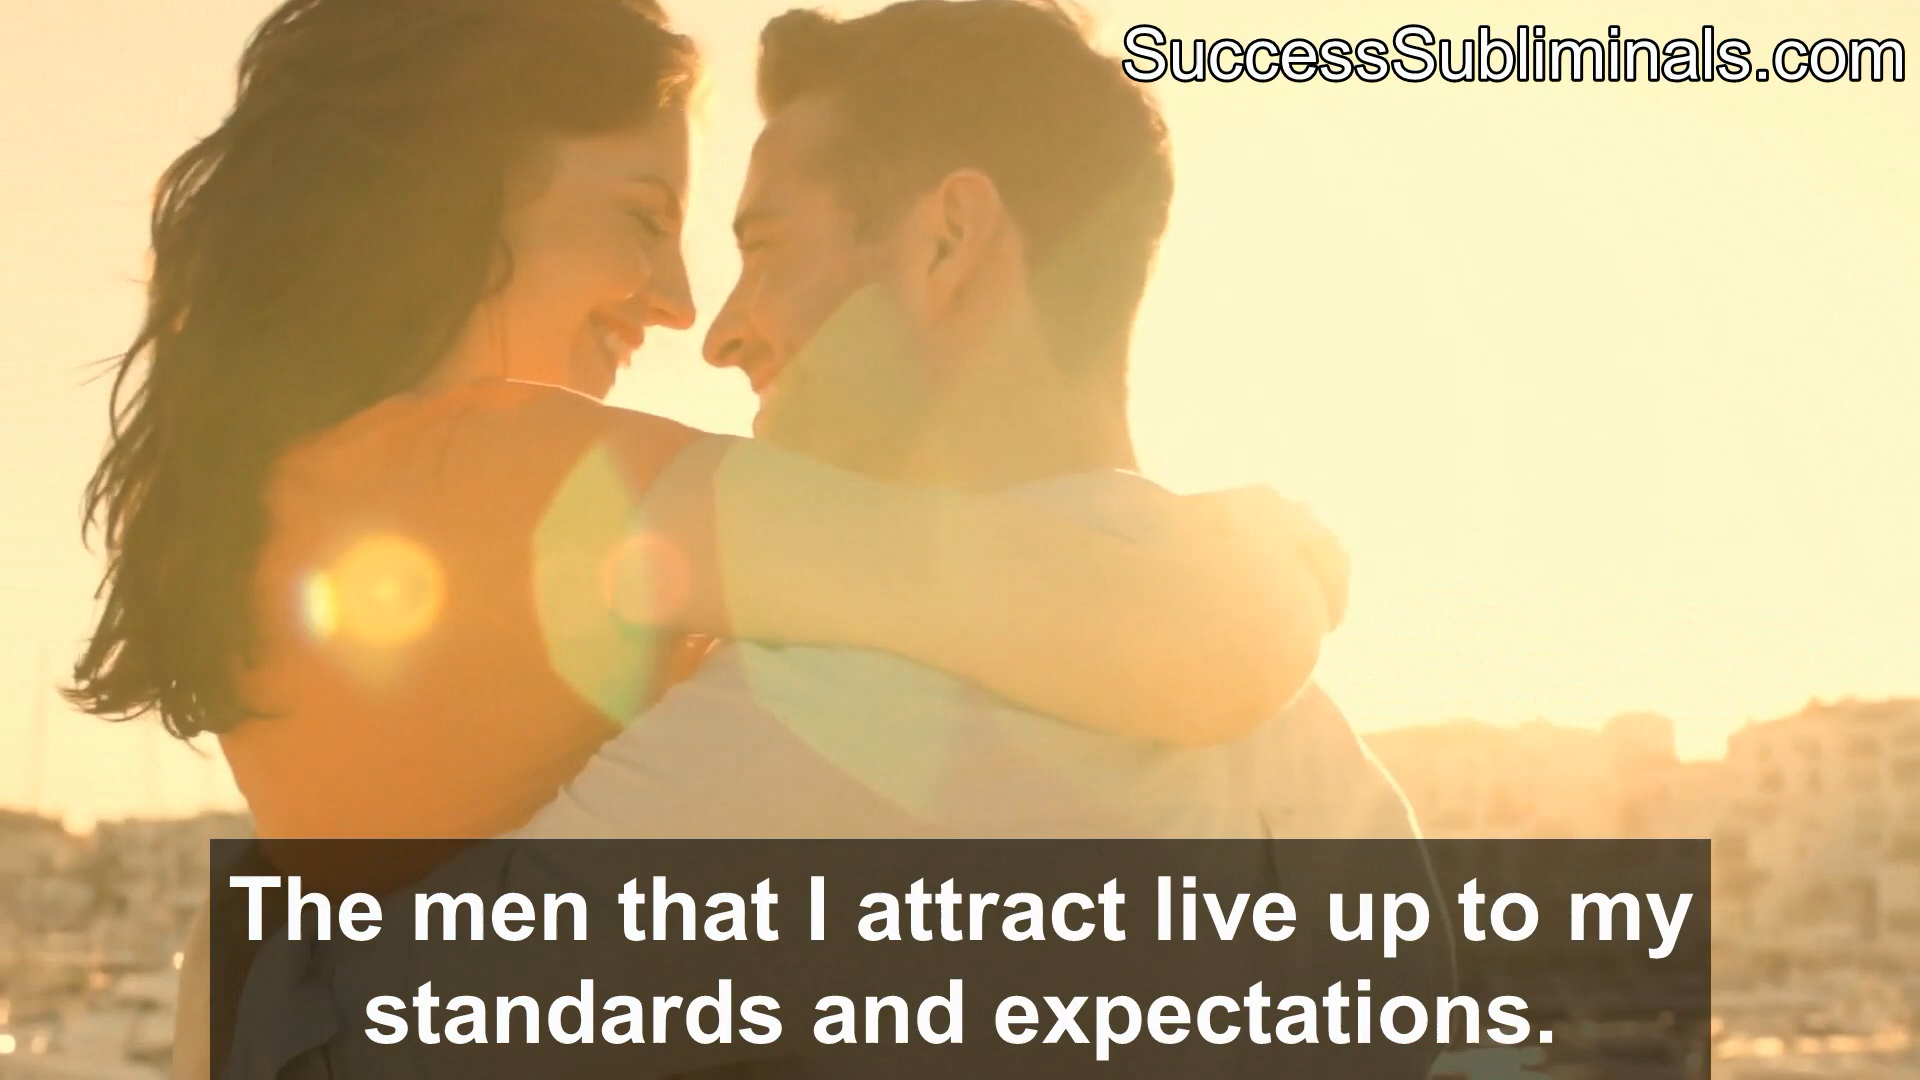 SuccessSubliminals.com
The men that I attract live up to my
standards and expectations.